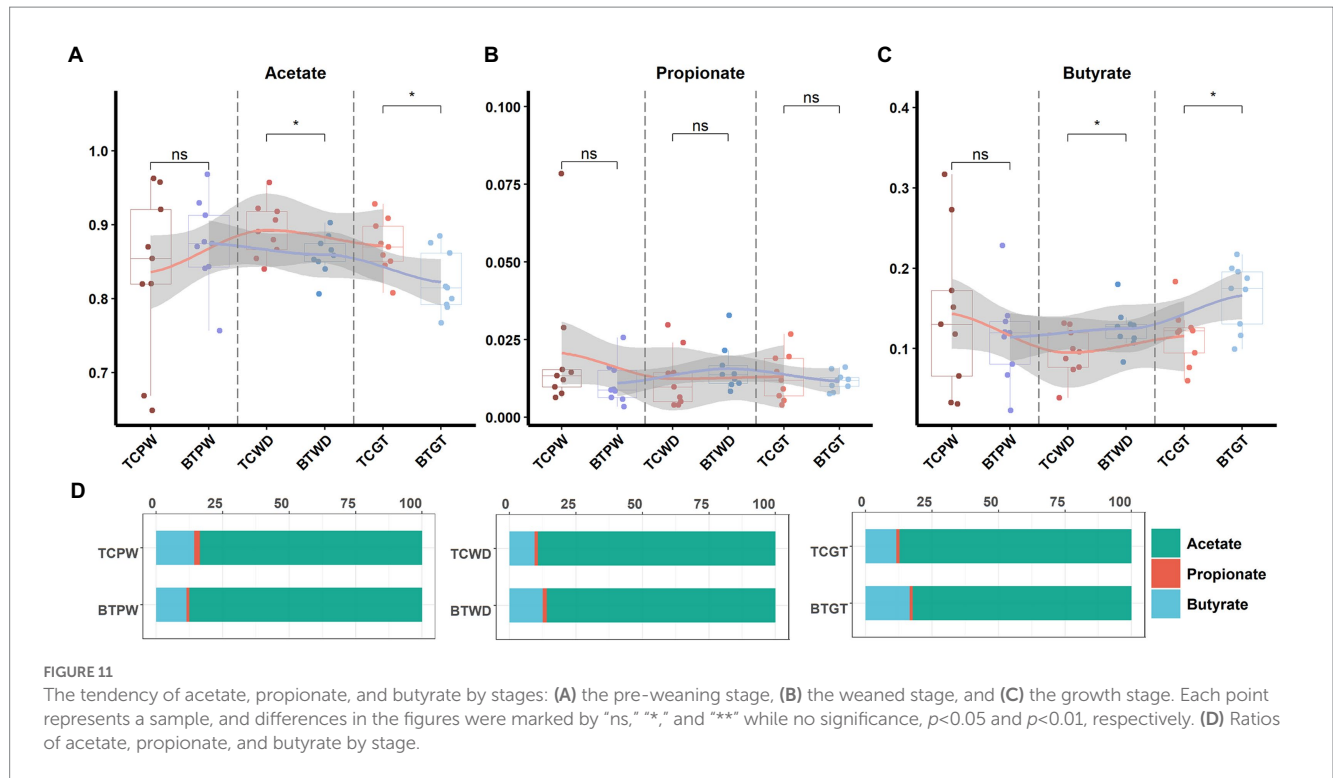 A
Acetate
1.0
0.9
0.8
0.7
ns
*
*
TCPW
BTPW
TCWD
BTWD
TCGT
BTGT
B
Propionate
0.100
0.075
0.050
0.025
0.000
ns
ns
ns
TCPW
BTPW
TCWD
BTWD
TCGT
BTGT
C
Butyrate
0.4
0.3
0.2
0.1
ns
*
*
TCPW
BTPW
TCWD
BTWD
TCGT
BTGT
D
0 25 50 75 100
TCPW
BTPW
0 25 50 75 100
TCWD
BTWD
0 25 50 75 100
TCGT
BTGT
Acetate
Propionate
Butyrate
FIGURE 11
The tendency of acetate, propionate, and butyrate by stages: (A) the pre-weaning stage, (B) the weaned stage, and (C) the growth stage. Each point
represents a sample, and differences in the figures were marked by “ns,” “*,” and “**” while no significance, p<0.05 and p<0.01, respectively. (D) Ratios
of acetate, propionate, and butyrate by stage.